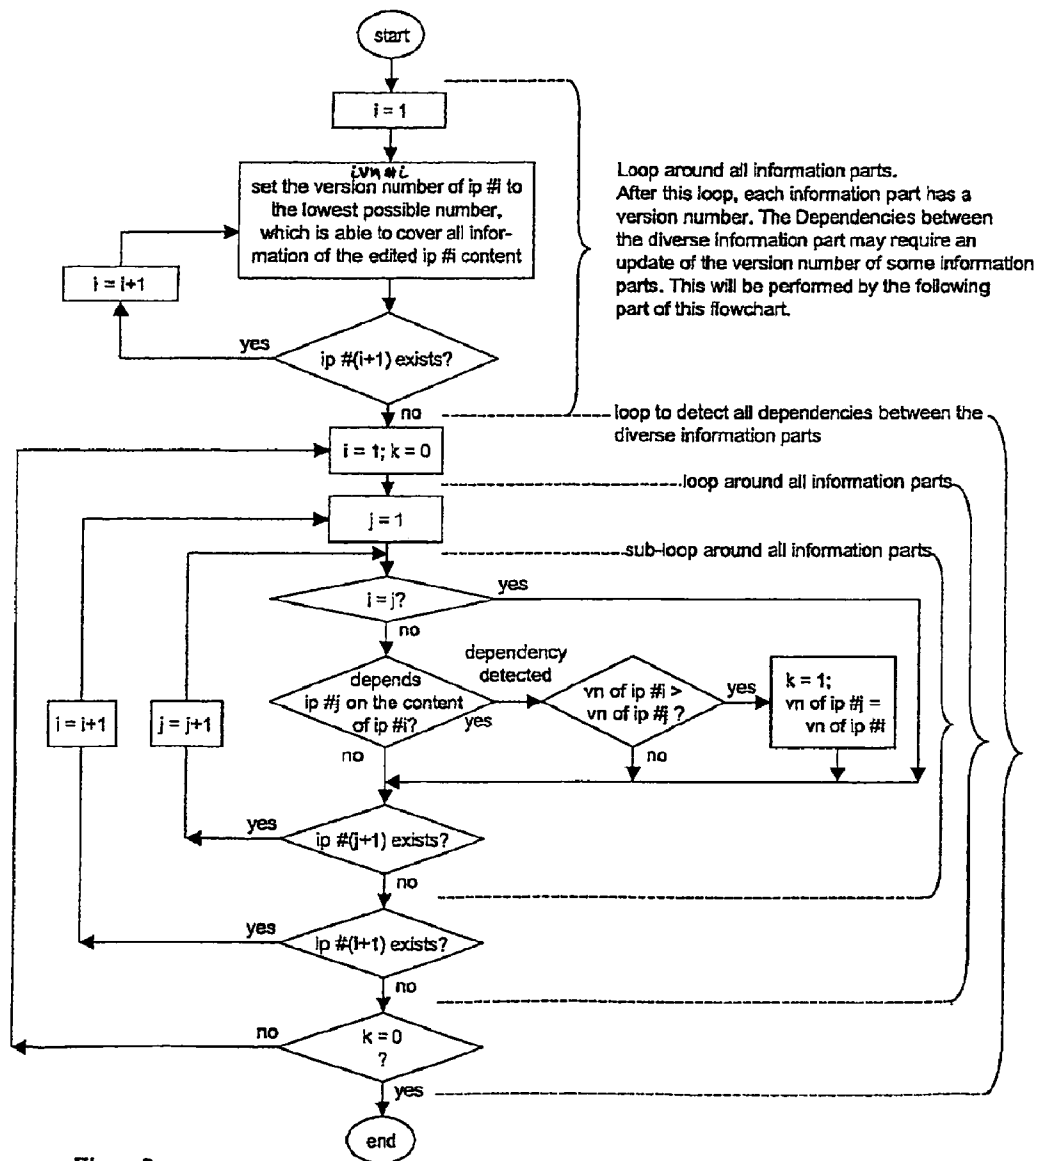 start
i = 1
ivn #i
set the version number of ip #i to
the lowest possible number,
which is able to cover all infor-
mation of the edited ip #i content
i = i+1
yes
ip #(i+1) exists?
no
Loop around all information parts.
After this loop, each information part has a
version number. The Dependencies between
the diverse information part may require an
update of the version number of some information
parts. This will be performed by the following
part of this flowchart.
loop to detect all dependencies between the
diverse information parts
i = 1; k = 0
loop around all information parts
j = 1
sub-loop around all information parts
i = j?
yes
no
depends
ip #j on the content
of ip #i?
dependency
detected
yes
no
vn of ip #i >
vn of ip #j ?
yes
no
k = 1;
vn of ip #j =
vn of ip #i
i = i+1
j = j+1
yes
ip #(j+1) exists?
no
yes
ip #(i+1) exists?
no
no
k = 0
?
yes
end